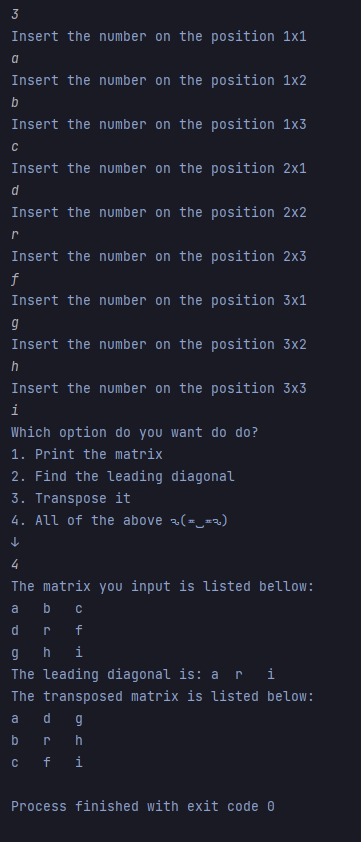 3
Insert the number on the position 1x1
a
Insert the number on the position 1x2
b
Insert the number on the position 1x3
c
Insert the number on the position 2x1
d
Insert the number on the position 2x2
r
Insert the number on the position 2x3
f
Insert the number on the position 3x1
g
Insert the number on the position 3x2
h
Insert the number on the position 3x3
i
Which option do you want do do?
1. Print the matrix
2. Find the leading diagonal
3. Transpose it
4. All of the above
↓
4
The matrix you input is listed bellow:
a b c
d r f
g h i
The leading diagonal is: a r i
The transposed matrix is listed below:
a d g
b r h
c f i
Process finished with exit code 0